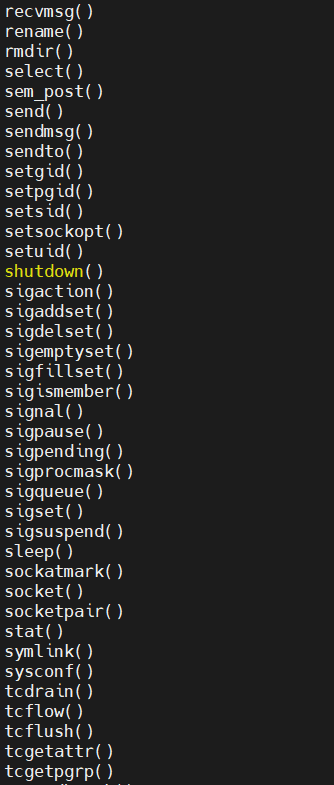 recvmsg()
rename()
rmdir()
select()
sem_post()
send()
sendmsg()
sendto()
setgid()
setpgid()
setsid()
setsockopt()
setuid()
shutdown()
sigaction()
sigaddset()
sigdelset()
sigemptyset()
sigfillset()
sigismember()
signal()
sigpause()
sigpending()
sigprocmask()
sigqueue()
sigset()
sigsuspend()
sleep()
sockatmark()
socket()
socketpair()
stat()
symlink()
sysconf()
tcdrain()
tcflow()
tcflush()
tcgetattr()
tcgetpgrp()